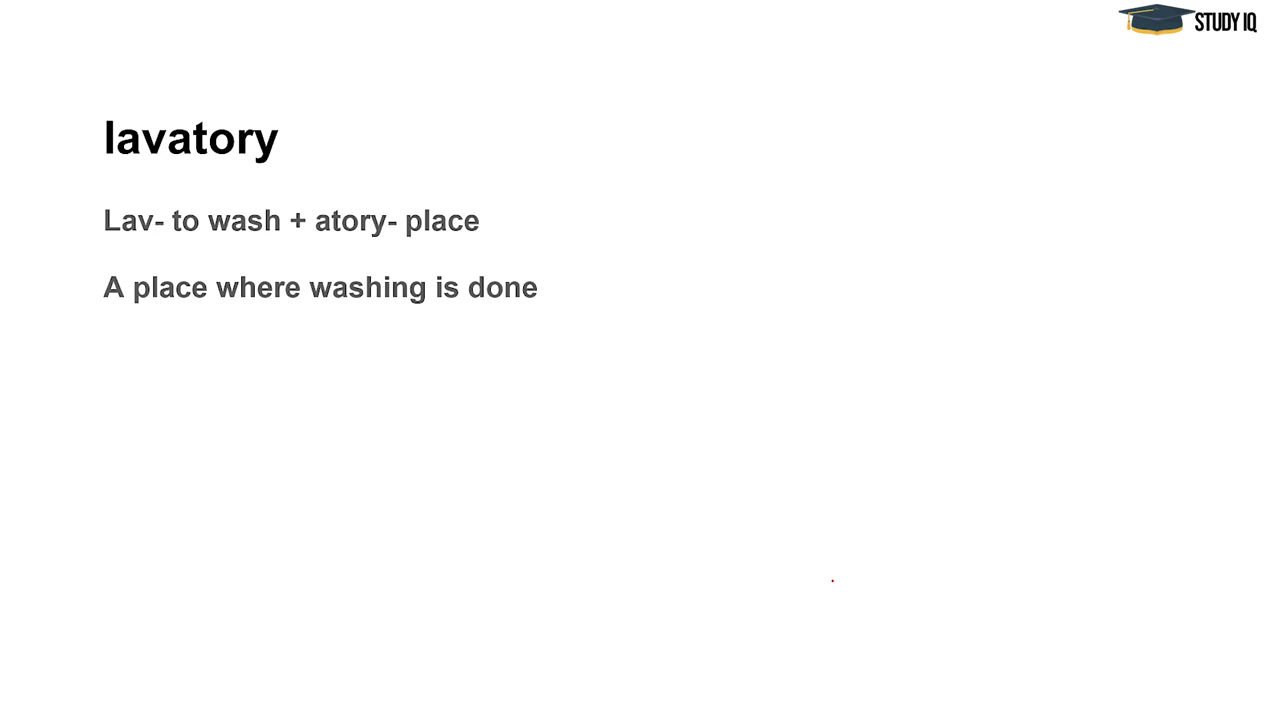 STUDY IQ
lavatory
Lav- to wash + atory- place
A place where washing is done